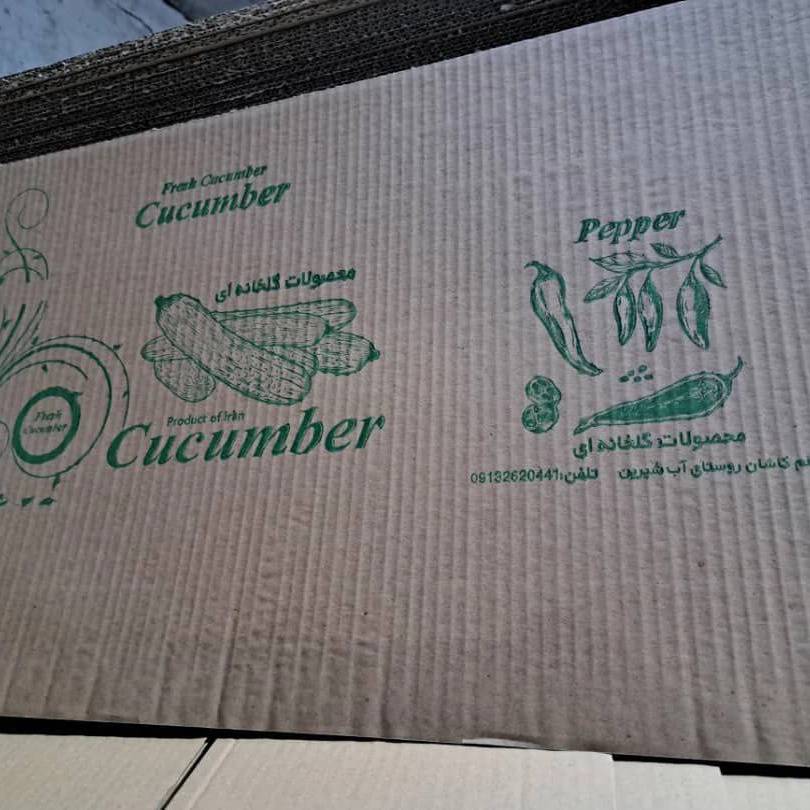 Fresh Cucumber
Cucumber
محصولات گلخانه ای
Product of Iran
Cucumber
Fresh
Cucumber
Pepper
محصولات گلخانه ای
قم کاشان روستای آب شیرین تلفن:09132620441